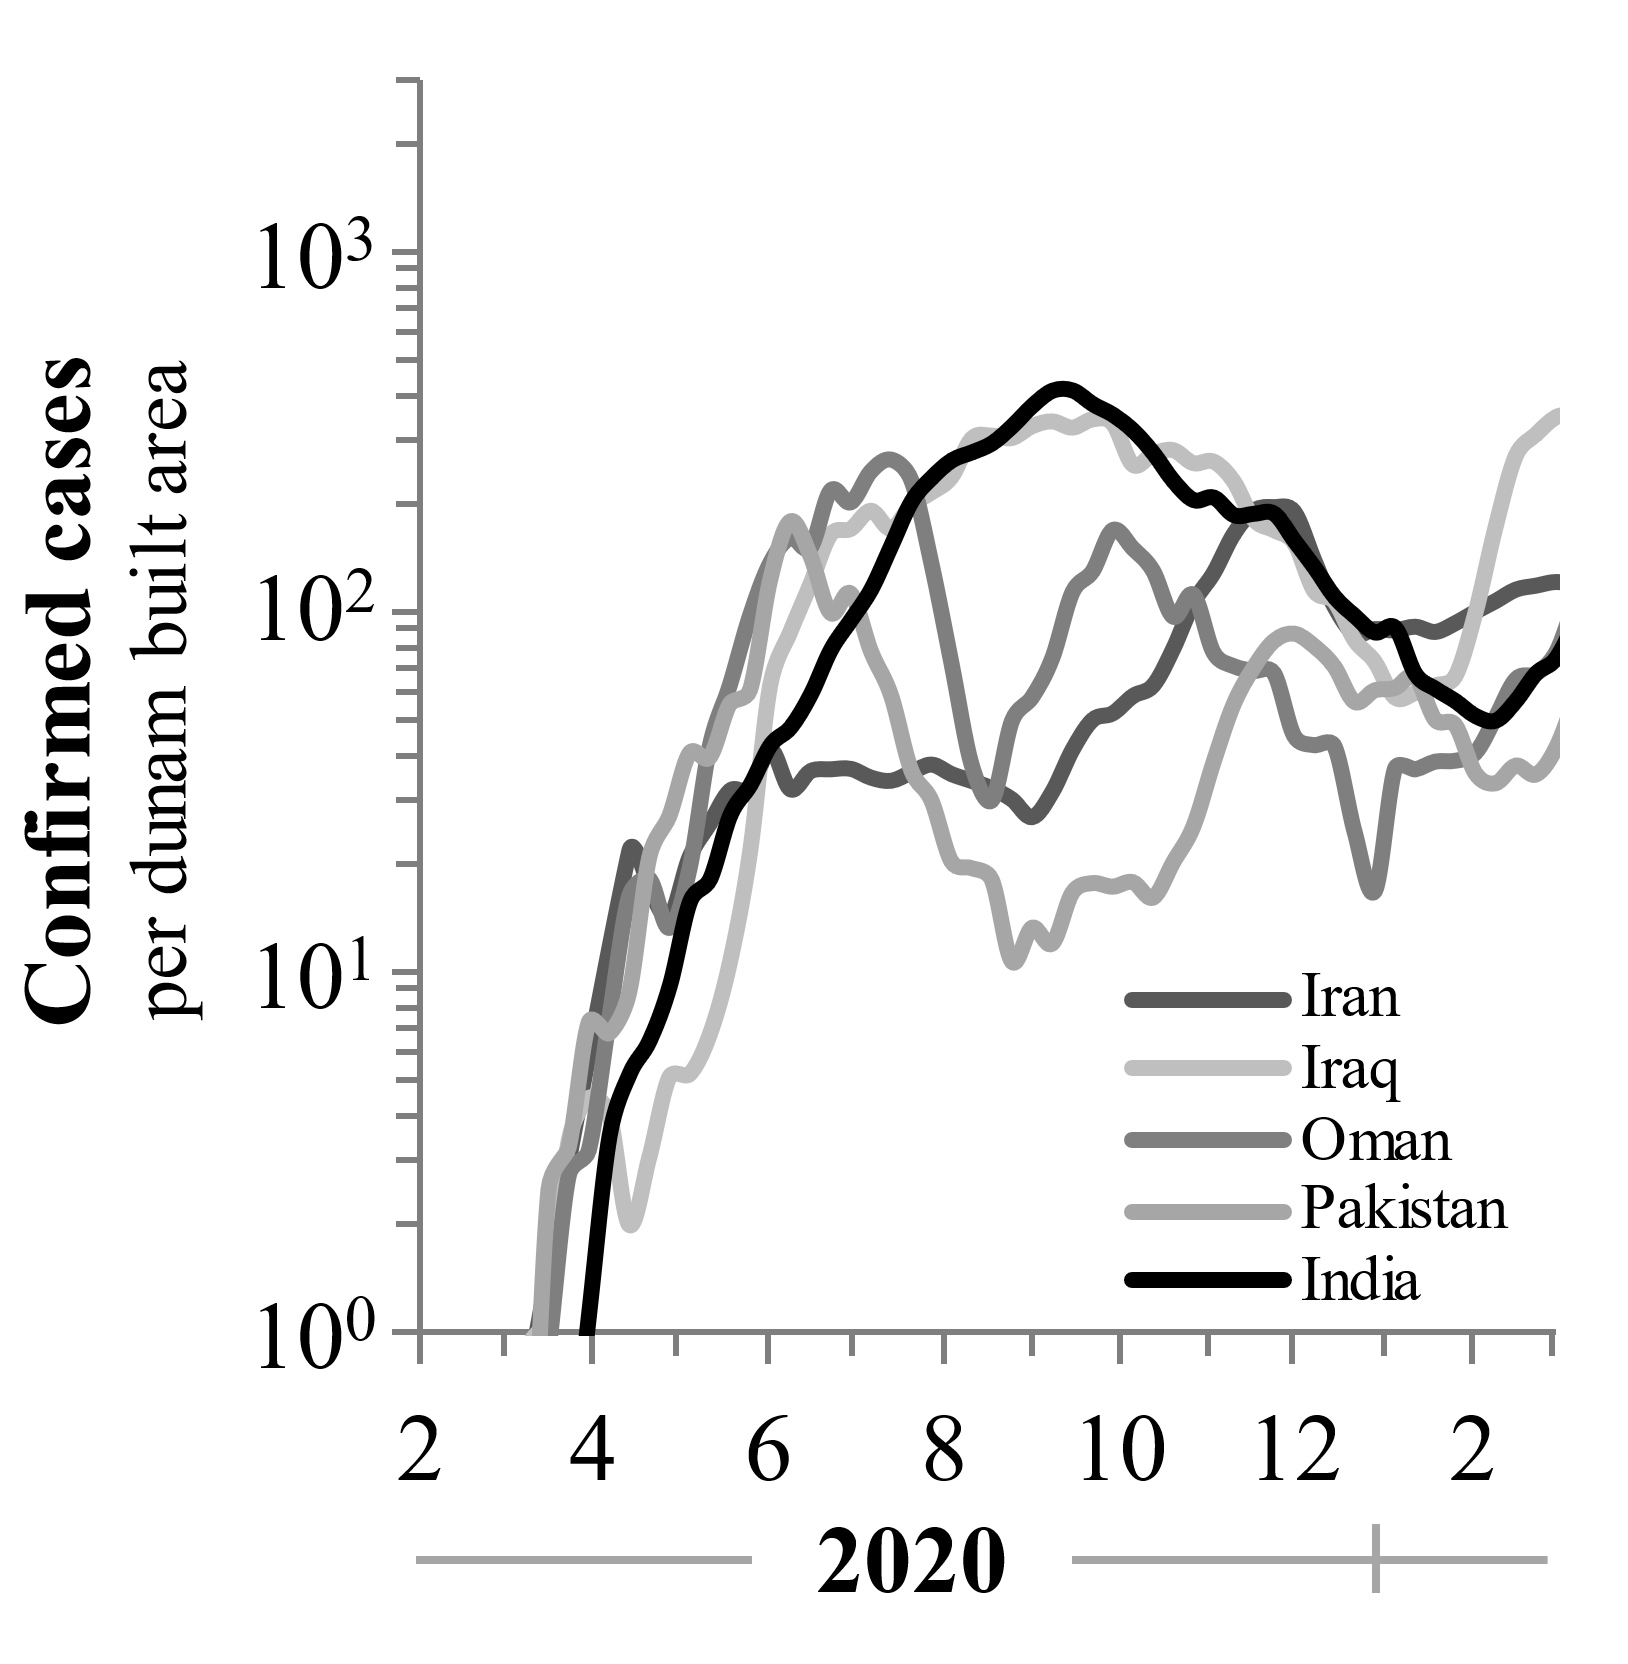 Confirmed cases
per dunam built area
10³
10²
10¹
10⁰
Iran
Iraq
Oman
Pakistan
India
2 4 6 8 10 12 2
2020